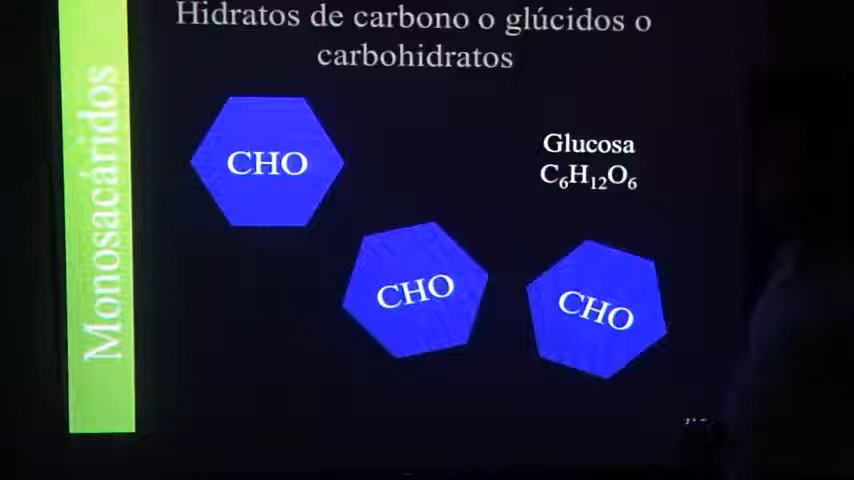 Hidratos de carbono o glúcidos o
carbohidratos
Monosacáridos
CHO
Glucosa
C₆H₁₂O₆
CHO
CHO